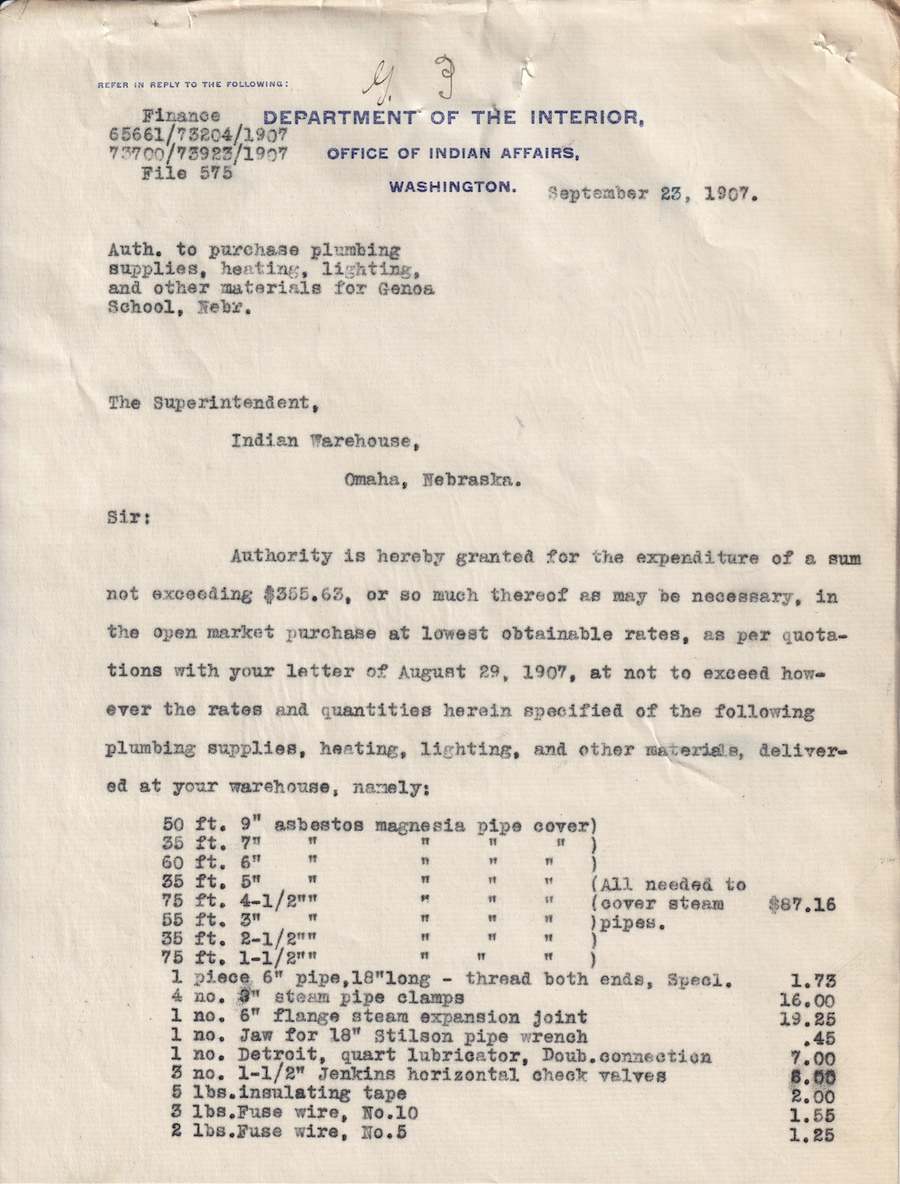 G. 3
REFER IN REPLY TO THE FOLLOWING:
Finance
65661/73204/1907
73700/73923/1907
File 575
DEPARTMENT OF THE INTERIOR,
OFFICE OF INDIAN AFFAIRS,
WASHINGTON.
September 23, 1907.
Auth. to purchase plumbing
supplies, heating, lighting,
and other materials for Genoa
School, Nebr.
The Superintendent,
Indian Warehouse,
Omaha, Nebraska.
Sir:
Authority is hereby granted for the expenditure of a sum
not exceeding $355.63, or so much thereof as may be necessary, in
the open market purchase at lowest obtainable rates, as per quota-
tions with your letter of August 29, 1907, at not to exceed how-
ever the rates and quantities herein specified of the following
plumbing supplies, heating, lighting, and other materials, deliver-
ed at your warehouse, namely:
50 ft. 9" asbestos magnesia pipe cover)
35 ft. 7" " " " " )
60 ft. 6" " " " " )
35 ft. 5" " " " " (All needed to
75 ft. 4-1/2"" " " " (cover steam $87.16
55 ft. 3" " " " " )pipes.
35 ft. 2-1/2"" " " " )
75 ft. 1-1/2"" " " " )
1 piece 6" pipe,18"long - thread both ends, Specl. 1.73
4 no. steam pipe clamps 16.00
1 no. 6" flange steam expansion joint 19.25
1 no. Jaw for 18" Stilson pipe wrench .45
1 no. Detroit, quart lubricator, Doub.connection 7.00
3 no. 1-1/2" Jenkins horizontal check valves
5 lbs.insulating tape 2.00
3 lbs.Fuse wire, No.10 1.55
2 lbs.Fuse wire, No.5 1.25